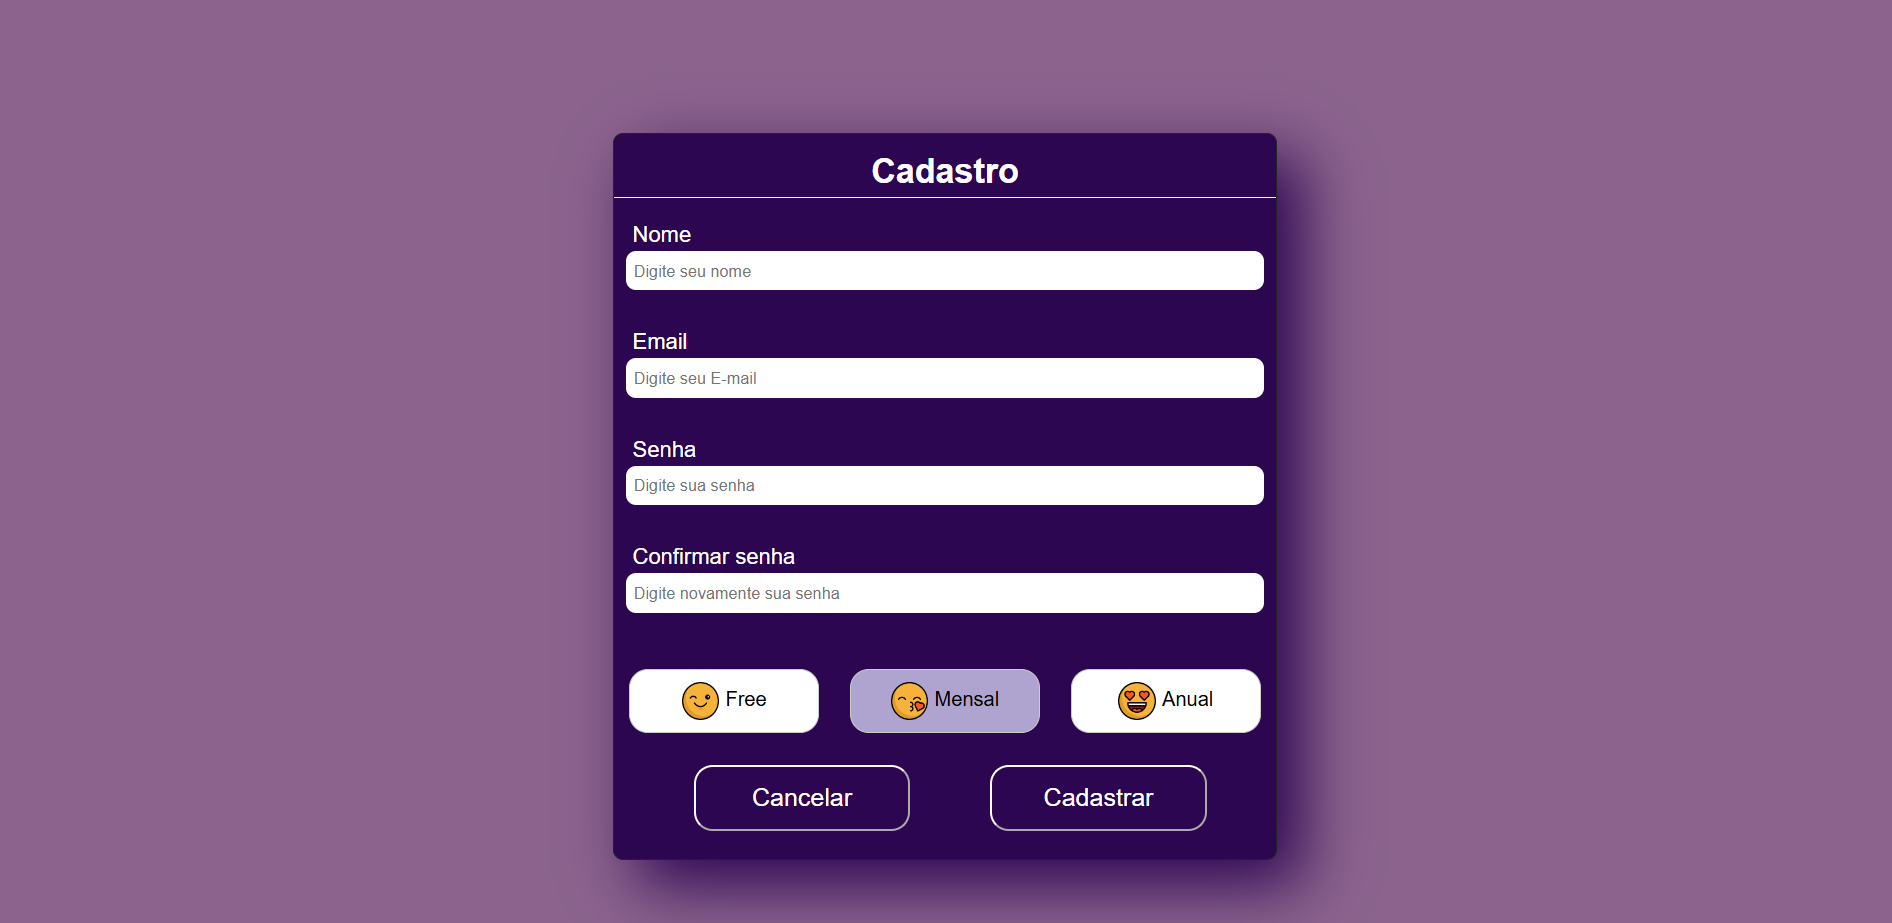 Cadastro
Nome
Digite seu nome
Email
Digite seu E-mail
Senha
Digite sua senha
Confirmar senha
Digite novamente sua senha
Free Mensal Anual
Cancelar Cadastrar